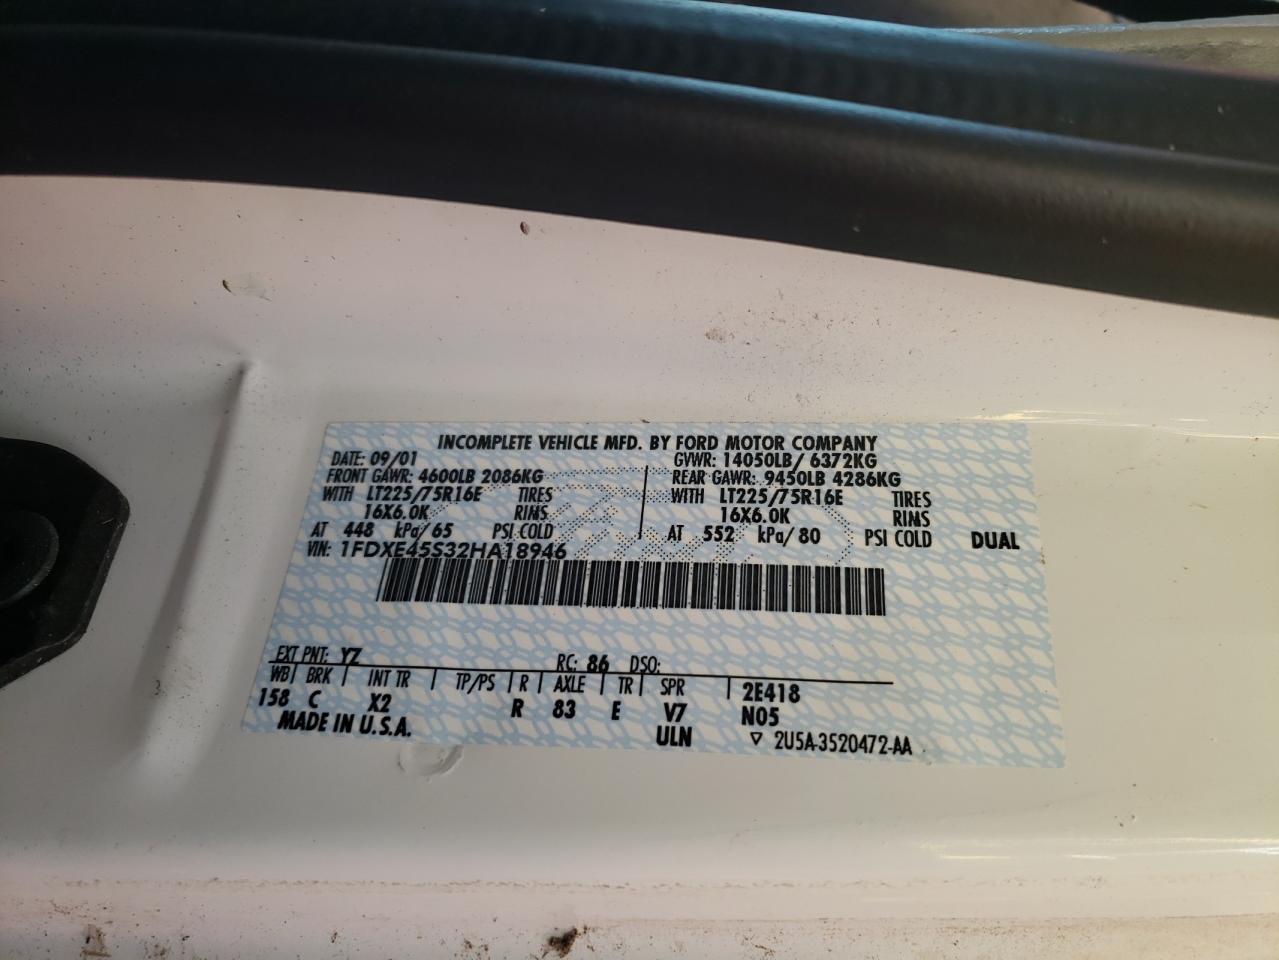 INCOMPLETE VEHICLE MFD. BY FORD MOTOR COMPANY
DATE: 09/01 GVWR: 14050LB/ 6372KG
FRONT GAWR: 4600LB 2086KG REAR GAWR: 9450LB 4286KG
WITH LT225/75R16E TIRES WITH LT225/75R16E TIRES
16X6.0K RIMS 16X6.0K RIMS
AT 448 kPa/65 PSI COLD AT 552 kPa/80 PSI COLD DUAL
VIN: 1FDXE45S32HA18946
EXT PNT: YZ RC: 86 DSO:
WB BRK INT TR TP/PS R AXLE TR SPR 2E418
158 C X2 R 83 E V7 N05
MADE IN U.S.A. ULN ▽ 2U5A-3520472-AA